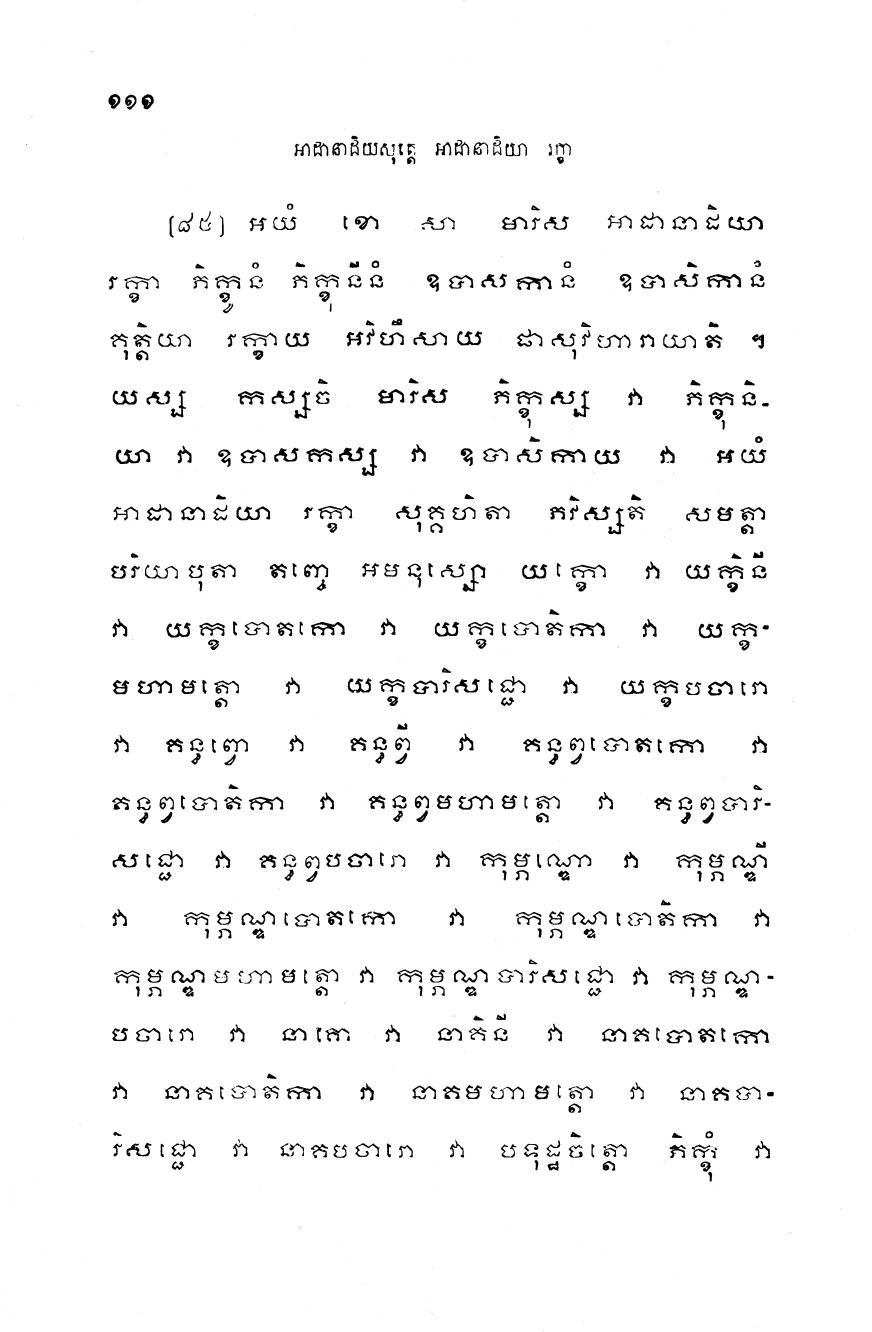 ១១១
អាដានាដិយសុត្តេ អាដានាដិយា រក្ខា
(៨៥) អយំ ខោ សា មារិស អាដានាដិយា
រក្ខា ភិក្ខូនំ ភិក្ខុនីនំ ឧបាសកានំ ឧបាសិកានំ
គុត្តិយា រក្ខាយ អវិហឹសាយ ផាសុវិហារាយាតិ ៗ
យស្ស កស្សចិ មារិស ភិក្ខុស្ស វា ភិក្ខុនិ-
យា វា ឧបាសកស្ស វា ឧបាសិកាយ វា អយំ
អាដានាដិយា រក្ខា សុគ្គហិតា ភវិស្សតិ សមត្តា
បរិយាបុតា តញ្ចេ អមនុស្សោ យក្ខោ វា យក្ខិនី
វា យក្ខបោតកោ វា យក្ខបោតិកា វា យក្ខ-
មហាមត្តោ វា យក្ខបារិសជ្ជោ វា យក្ខបចារោ
វា គន្ធព្វោ វា គន្ធព្វី វា គន្ធព្វបោតកោ វា
គន្ធព្វបោតិកា វា គន្ធព្វមហាមត្តោ វា គន្ធព្វបារិ-
សជ្ជោ វា គន្ធព្វបចារោ វា កុម្ភណ្ឌោ វា កុម្ភណ្ឌី
វា កុម្ភណ្ឌបោតកោ វា កុម្ភណ្ឌបោតិកា វា
កុម្ភណ្ឌមហាមត្តោ វា កុម្ភណ្ឌបារិសជ្ជោ វា កុម្ភណ្ឌ-
បចារោ វា នាគោ វា នាគិនី វា នាគបោតកោ
វា នាគបោតិកា វា នាគមហាមត្តោ វា នាគបា-
រិសជ្ជោ វា នាគបចារោ វា បទុដ្ឋចិត្តោ ភិក្ខុំ វា